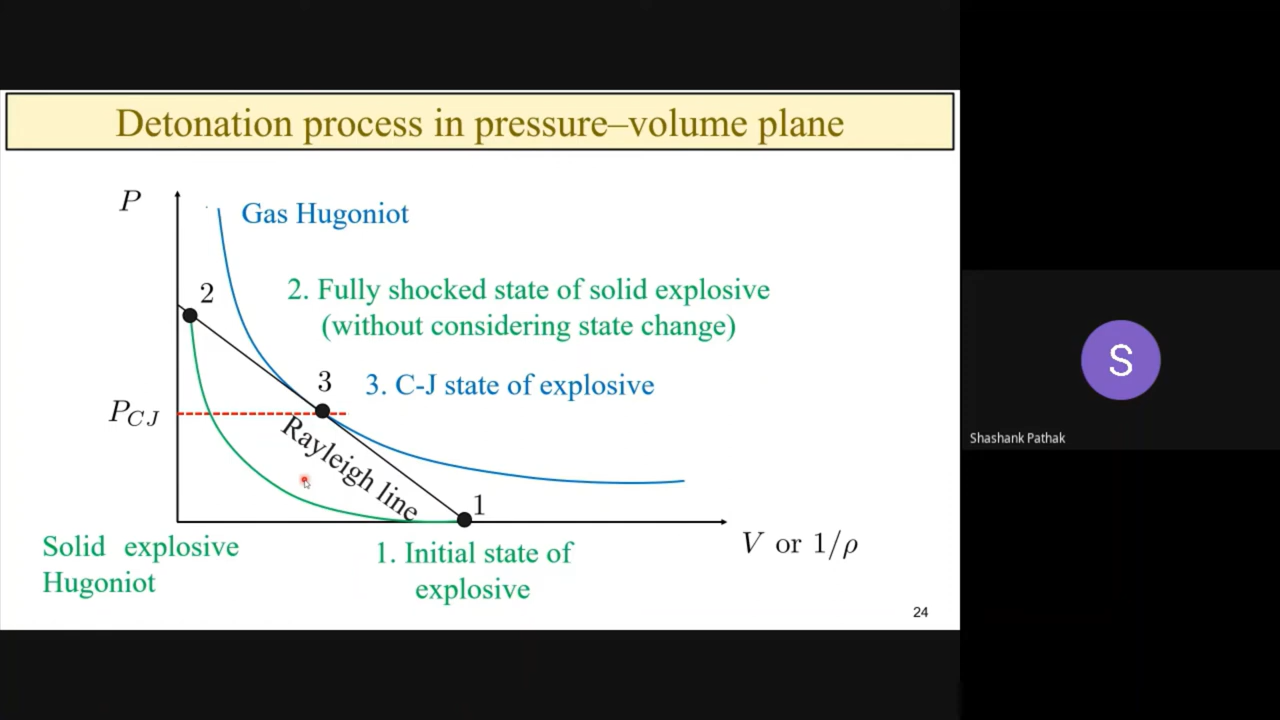 Detonation process in pressure–volume plane
P
Gas Hugoniot
2
2. Fully shocked state of solid explosive
(without considering state change)
3
3. C-J state of explosive
P_{CJ}
Rayleigh line
1
V or 1/ρ
Solid explosive
Hugoniot
1. Initial state of
explosive
24
S
Shashank Pathak